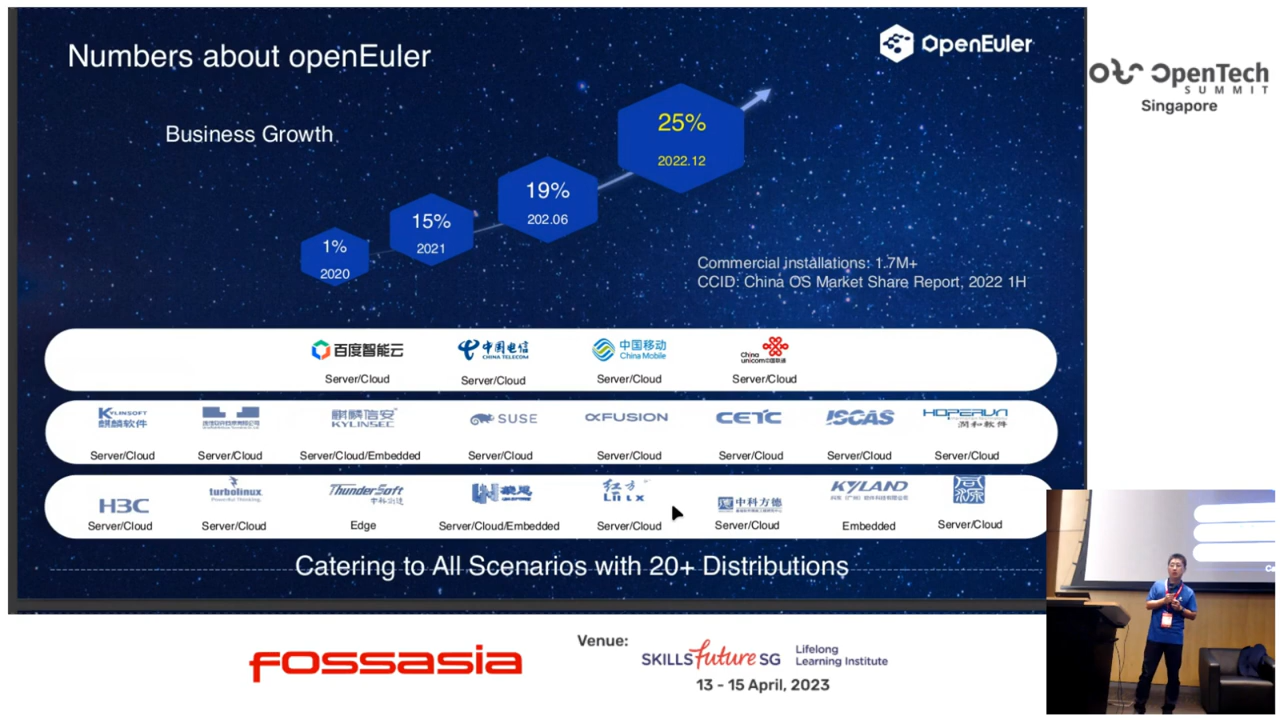 Numbers about openEuler
OpenEuler
OpenTech
SUMMIT
Singapore
Business Growth
25%
2022.12
19%
202.06
15%
2021
1%
2020
Commercial installations: 1.7M+
CCID: China OS Market Share Report, 2022 1H
百度智能云
中国电信
CHINA TELECOM
中国移动
China Mobile
China
unicom中国联通
Server/Cloud
Server/Cloud
Server/Cloud
Server/Cloud
KYLINSOFT
麒麟软件
麒麟信安
KYLINSEC
SUSE
XFUSION
CETC
ISCAS
HOPERUN
润和软件
Server/Cloud
Server/Cloud
Server/Cloud/Embedded
Server/Cloud
Server/Cloud
Server/Cloud
Server/Cloud
Server/Cloud
H3C
turbolinux
Powerful Thinking
ThunderSoft
中科创达
中科方德
KYLAND
Server/Cloud
Server/Cloud
Edge
Server/Cloud/Embedded
Server/Cloud
Server/Cloud
Embedded
Server/Cloud
Catering to All Scenarios with 20+ Distributions
fossasia
Venue:
SKILLS future SG
Lifelong
Learning Institute
13 - 15 April, 2023